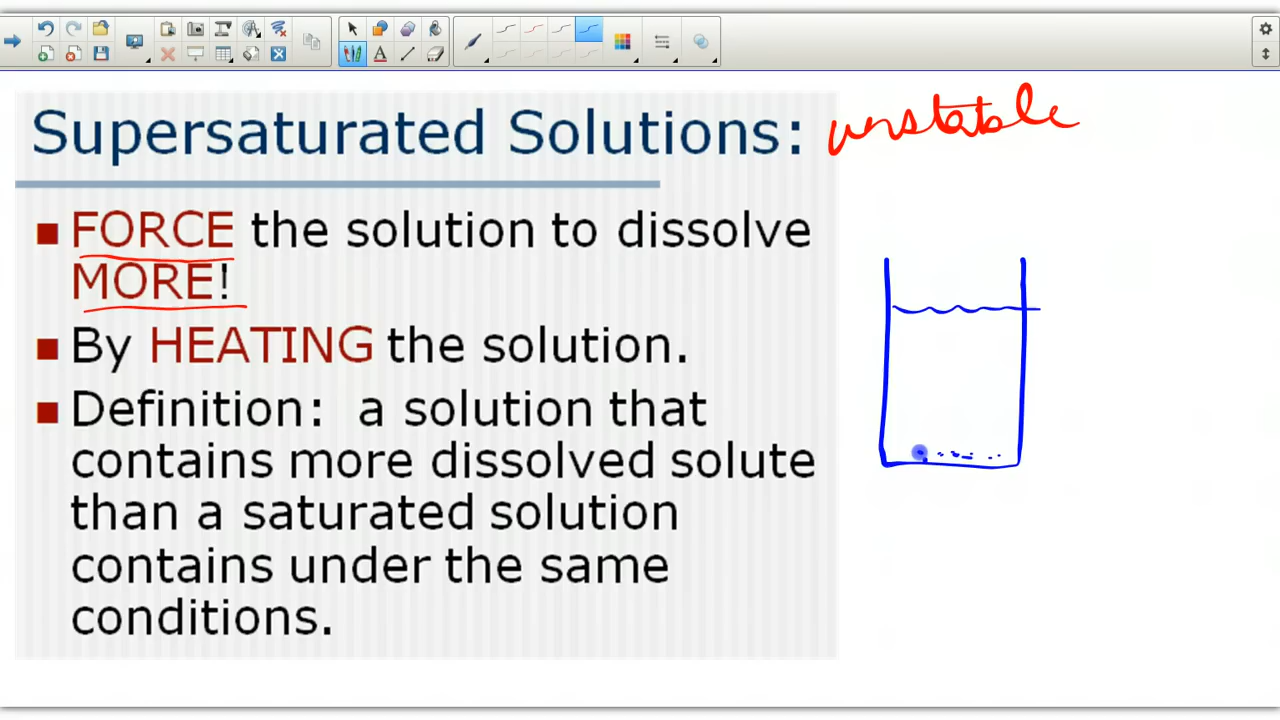 Supersaturated Solutions: unstable
FORCE the solution to dissolve
MORE!
By HEATING the solution.
Definition: a solution that
contains more dissolved solute
than a saturated solution
contains under the same
conditions.